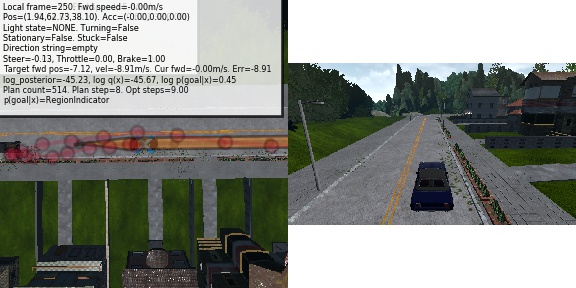 Local frame=250. Fwd speed=-0.00m/s
Pos=(1.94,62.73,38.10). Acc=(-0.00,0.00,0.00)
Light state=NONE. Turning=False
Stationary=False. Stuck=False
Direction string=empty
Steer=-0.13, Throttle=0.00, Brake=1.00
Target fwd pos=-7.12, vel=-8.91m/s. Cur fwd=-0.00m/s. Err=-8.91
log_posterior=-45.23, log q(x)=-45.67, log p(goal|x)=0.45
Plan count=514. Plan step=8. Opt steps=9.00
p(goal|x)=RegionIndicator